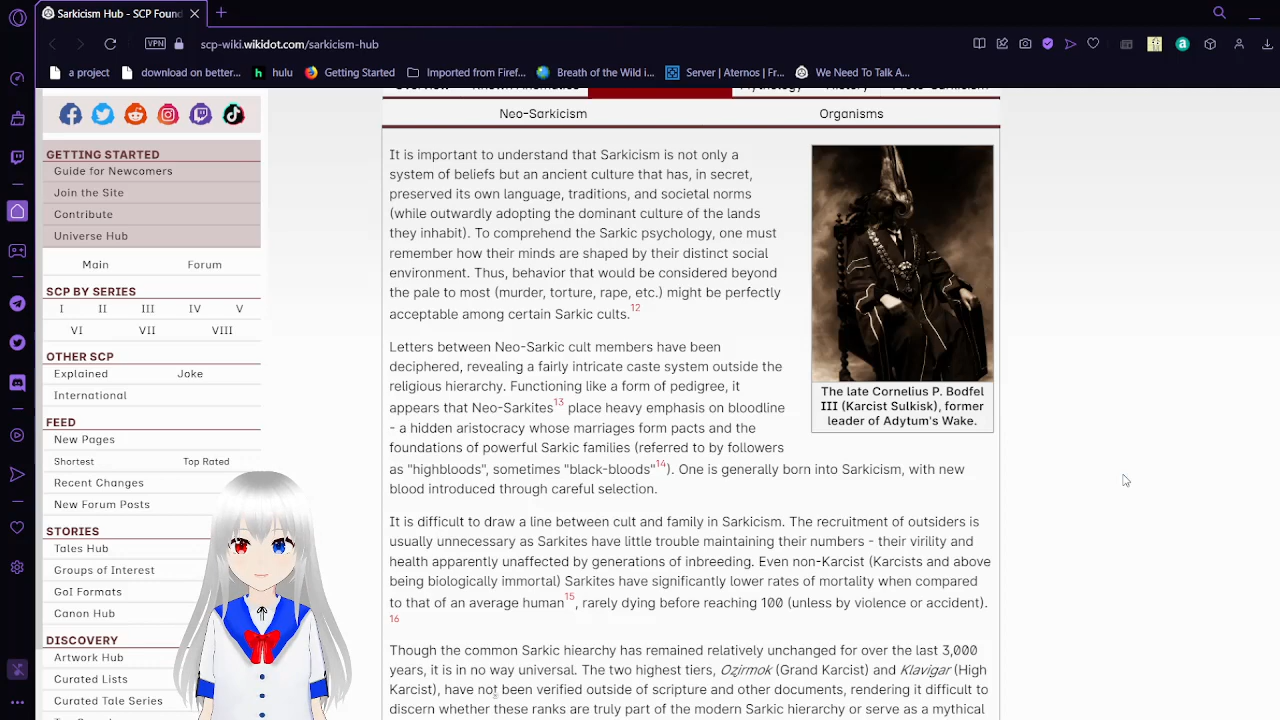 Sarkicism Hub - SCP Found
scp-wiki.wikidot.com/sarkicism-hub
VPN
a project
download on better...
hulu
Getting Started
Imported from Firef...
Breath of the Wild i...
Server | Aternos | Fr...
We Need To Talk A...
Neo-Sarkicism
Organisms
GETTING STARTED
Guide for Newcomers
Join the Site
Contribute
Universe Hub
Main Forum
SCP BY SERIES
I II III IV V
VI VII VIII
OTHER SCP
Explained Joke
International
FEED
New Pages
Shortest Top Rated
Recent Changes
New Forum Posts
STORIES
Tales Hub
Groups of Interest
GoI Formats
Canon Hub
DISCOVERY
Artwork Hub
Curated Lists
Curated Tale Series
It is important to understand that Sarkicism is not only a
system of beliefs but an ancient culture that has, in secret,
preserved its own language, traditions, and societal norms
(while outwardly adopting the dominant culture of the lands
they inhabit). To comprehend the Sarkic psychology, one must
remember how their minds are shaped by their distinct social
environment. Thus, behavior that would be considered beyond
the pale to most (murder, torture, rape, etc.) might be perfectly
acceptable among certain Sarkic cults.12
The late Cornelius P. Bodfel
III (Karcist Sulkisk), former
leader of Adytum's Wake.
Letters between Neo-Sarkic cult members have been
deciphered, revealing a fairly intricate caste system outside the
religious hierarchy. Functioning like a form of pedigree, it
appears that Neo-Sarkites13 place heavy emphasis on bloodline
- a hidden aristocracy whose marriages form pacts and the
foundations of powerful Sarkic families (referred to by followers
as "highbloods", sometimes "black-bloods"14). One is generally born into Sarkicism, with new
blood introduced through careful selection.
It is difficult to draw a line between cult and family in Sarkicism. The recruitment of outsiders is
usually unnecessary as Sarkites have little trouble maintaining their numbers - their virility and
health apparently unaffected by generations of inbreeding. Even non-Karcist (Karcists and above
being biologically immortal) Sarkites have significantly lower rates of mortality when compared
to that of an average human15, rarely dying before reaching 100 (unless by violence or accident).
16
Though the common Sarkic hiearchy has remained relatively unchanged for over the last 3,000
years, it is in no way universal. The two highest tiers, Ozjrmok (Grand Karcist) and Klavigar (High
Karcist), have not been verified outside of scripture and other documents, rendering it difficult to
discern whether these ranks are truly part of the modern Sarkic hierarchy or serve as a mythical